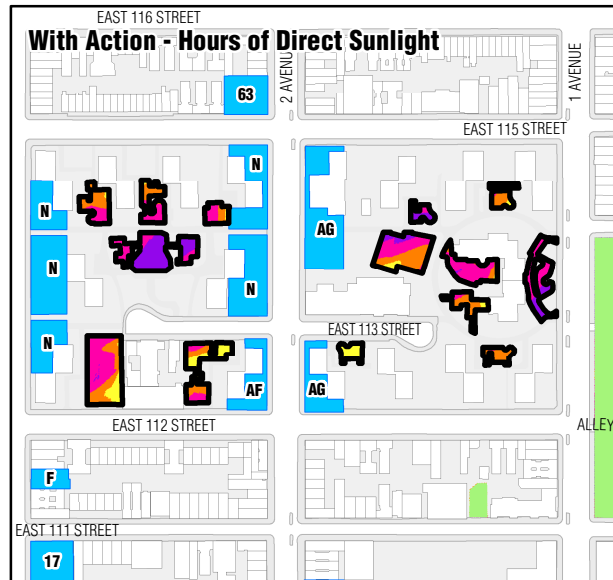 EAST 116 STREET
With Action - Hours of Direct Sunlight
2 AVENUE
1 AVENUE
63
EAST 115 STREET
N
N
AG
N
N
N
EAST 113 STREET
AF
AG
EAST 112 STREET
ALLEY
F
EAST 111 STREET
17